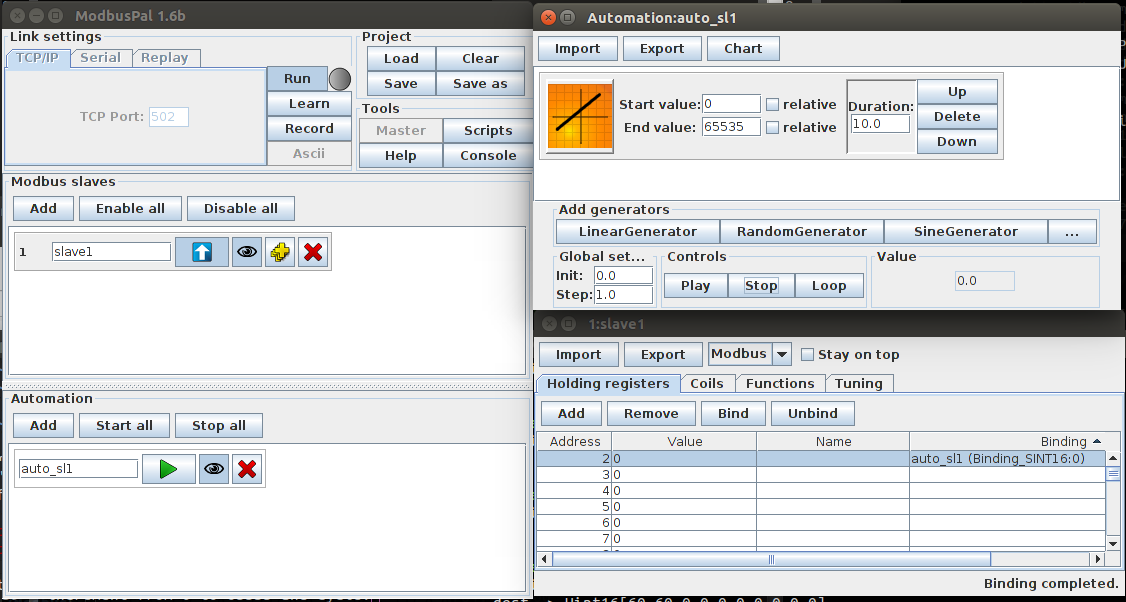 ModbusPal 1.6b
Link settings
TCP/IP Serial Replay
TCP Port: 502
Run
Learn
Record
Ascii
Project
Load Clear
Save Save as
Tools
Master Scripts
Help Console
Modbus slaves
Add Enable all Disable all
1 slave1
Automation
Add Start all Stop all
auto_sl1
Automation:auto_sl1
Import Export Chart
Start value: 0 relative
End value: 65535 relative
Duration:
10.0
Up
Delete
Down
Add generators
LinearGenerator RandomGenerator SineGenerator ...
Global set...
Init: 0.0
Step: 1.0
Controls
Play Stop Loop
Value
0.0
1:slave1
Import Export Modbus Stay on top
Holding registers Coils Functions Tuning
Add Remove Bind Unbind
Address Value Name Binding
2 0 auto_sl1 (Binding_SINT16:0)
3 0
4 0
5 0
6 0
7 0
Binding completed.